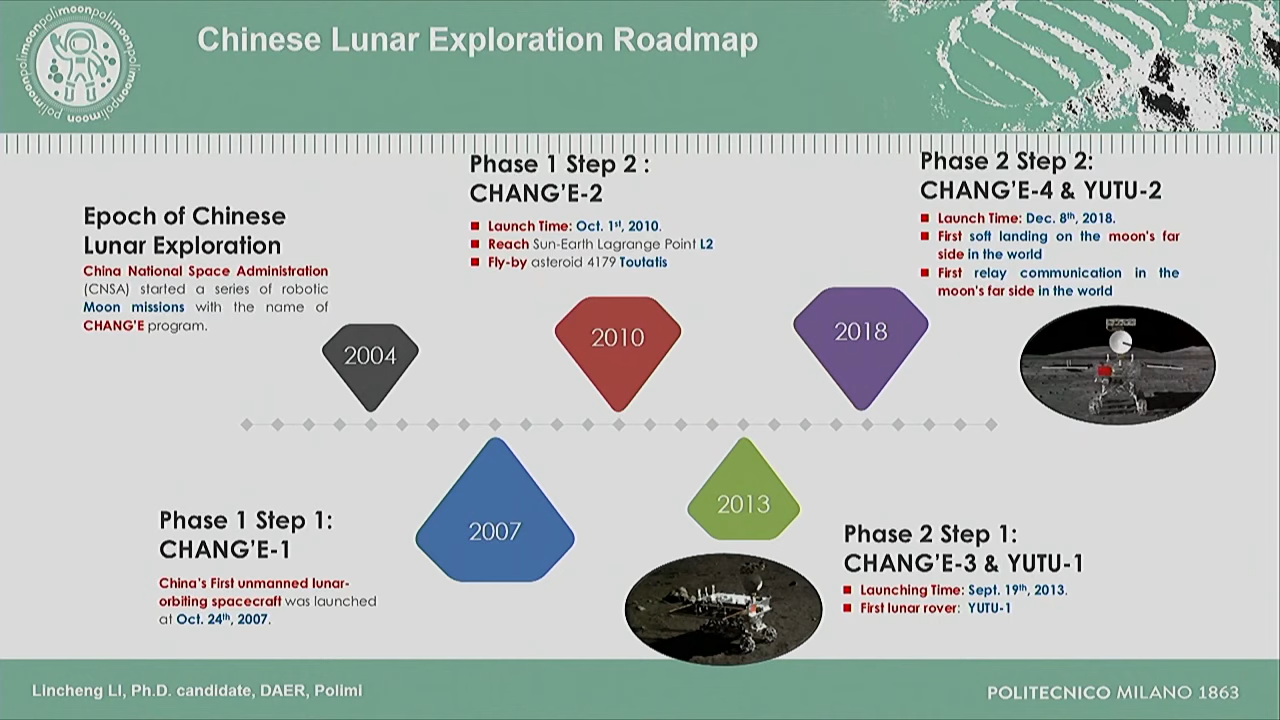 polimoonpolimoonpolimoonpolimoonpolimoon
Chinese Lunar Exploration Roadmap
Epoch of Chinese
Lunar Exploration
China National Space Administration
(CNSA) started a series of robotic
Moon missions with the name of
CHANG'E program.
Phase 1 Step 2 :
CHANG'E-2
Launch Time: Oct. 1st, 2010.
Reach Sun-Earth Lagrange Point L2
Fly-by asteroid 4179 Toutatis
Phase 2 Step 2:
CHANG'E-4 & YUTU-2
Launch Time: Dec. 8th, 2018.
First soft landing on the moon's far
side in the world
First relay communication in the
moon's far side in the world
2004
2010
2018
2007
2013
Phase 1 Step 1:
CHANG'E-1
China's First unmanned lunar-
orbiting spacecraft was launched
at Oct. 24th, 2007.
Phase 2 Step 1:
CHANG'E-3 & YUTU-1
Launching Time: Sept. 19th, 2013.
First lunar rover: YUTU-1
Lincheng LI, Ph.D. candidate, DAER, Polimi
POLITECNICO MILANO 1863